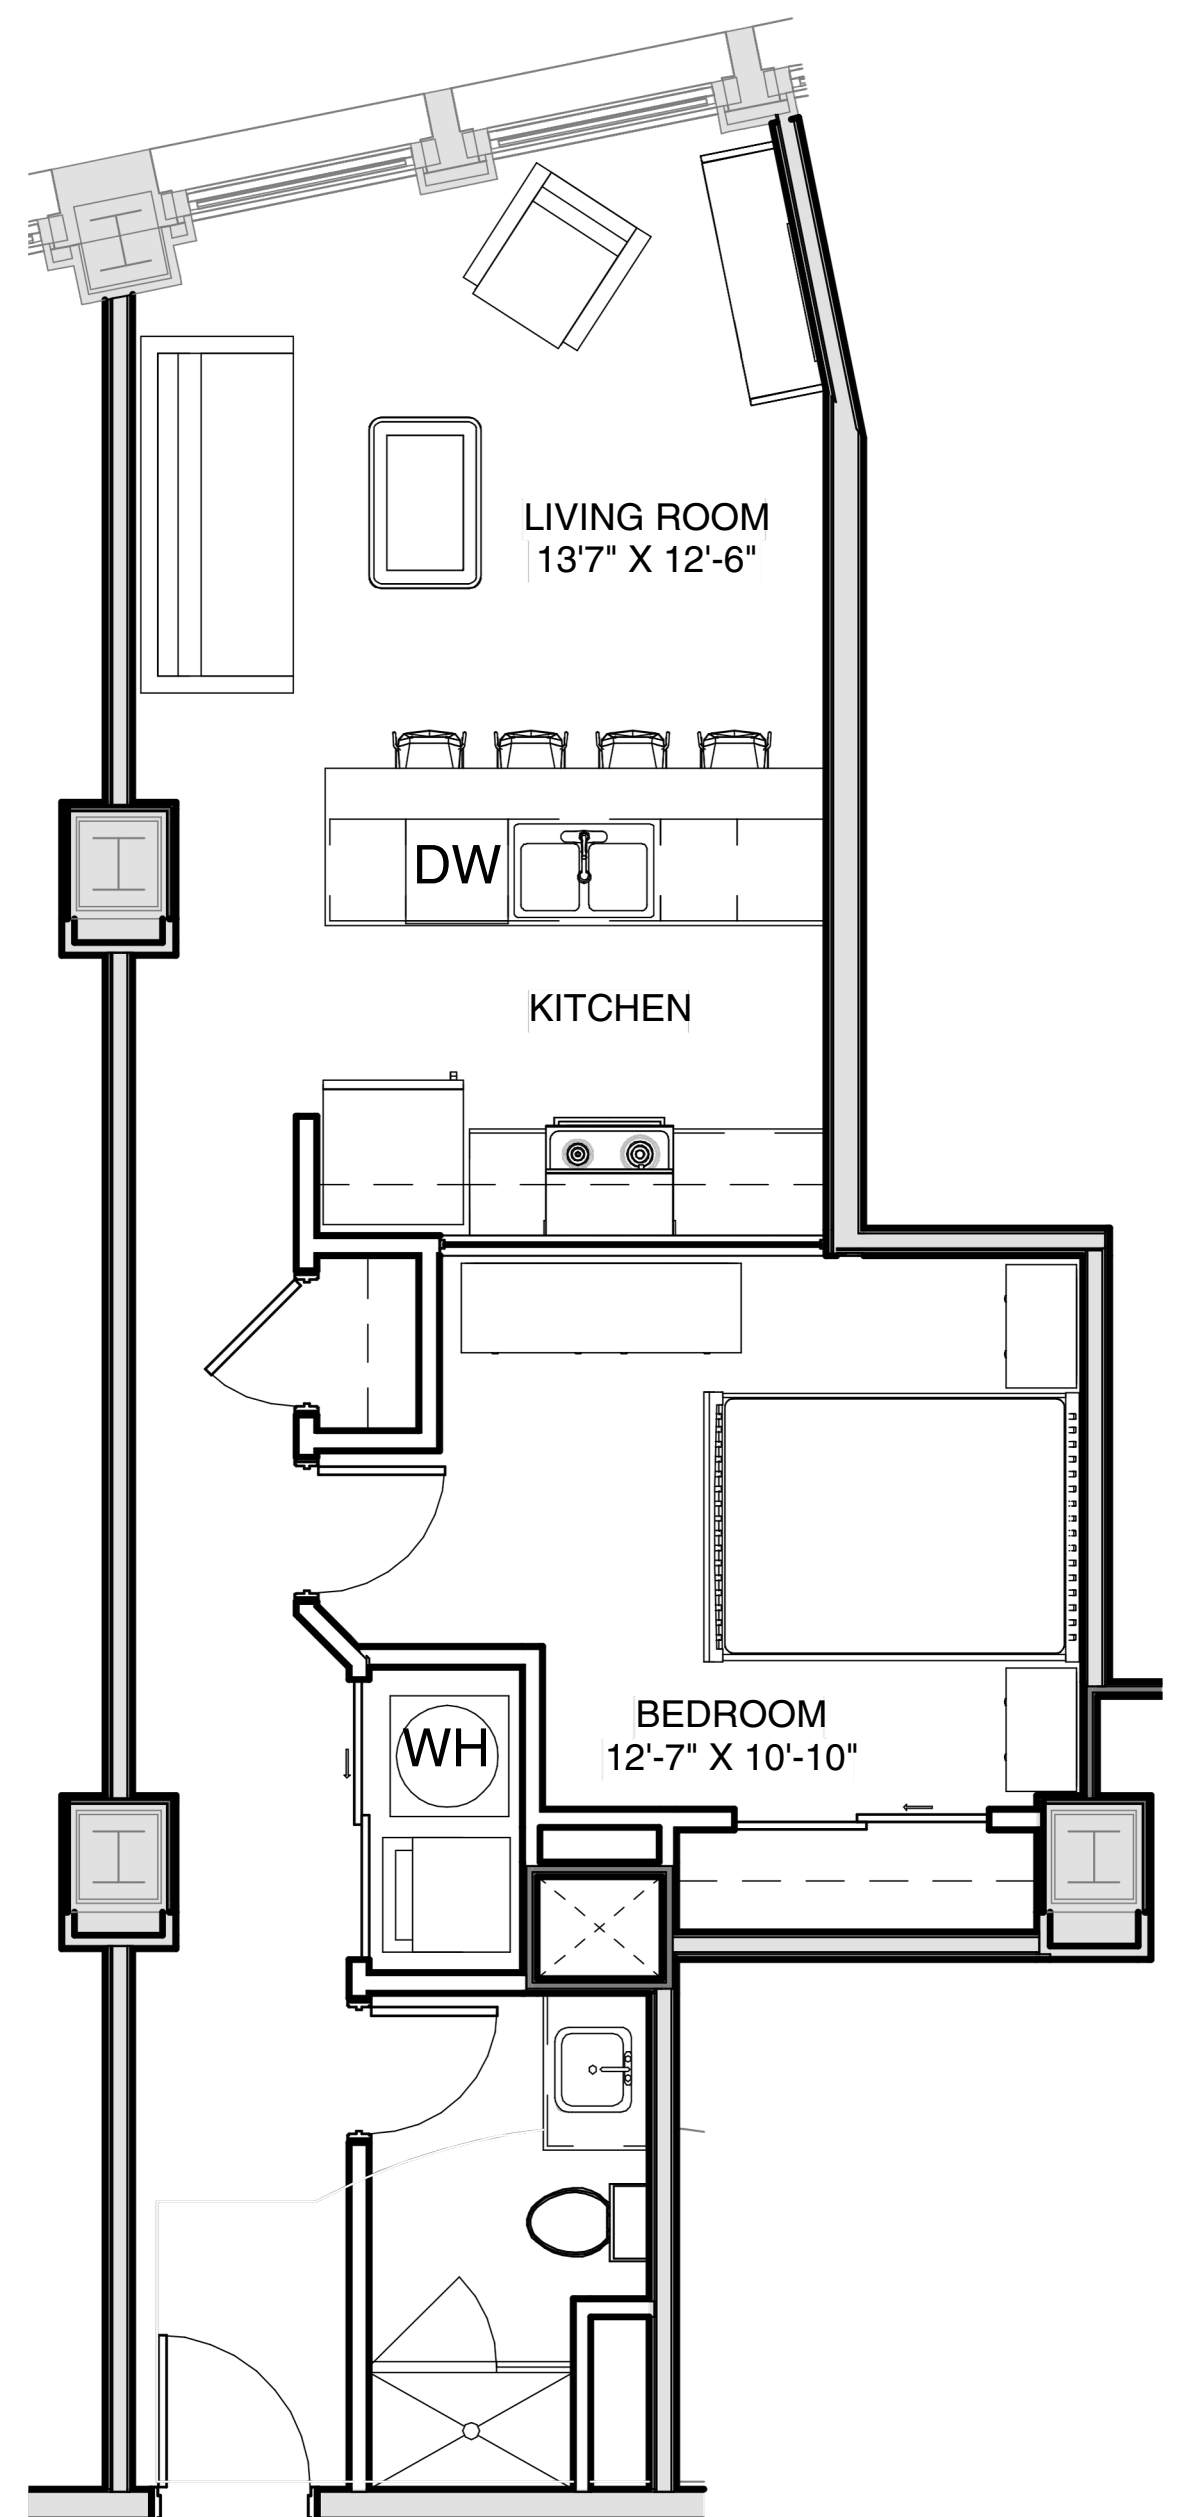 LIVING ROOM
13'7" X 12'-6"
DW
KITCHEN
WH
BEDROOM
12'-7" X 10'-10"